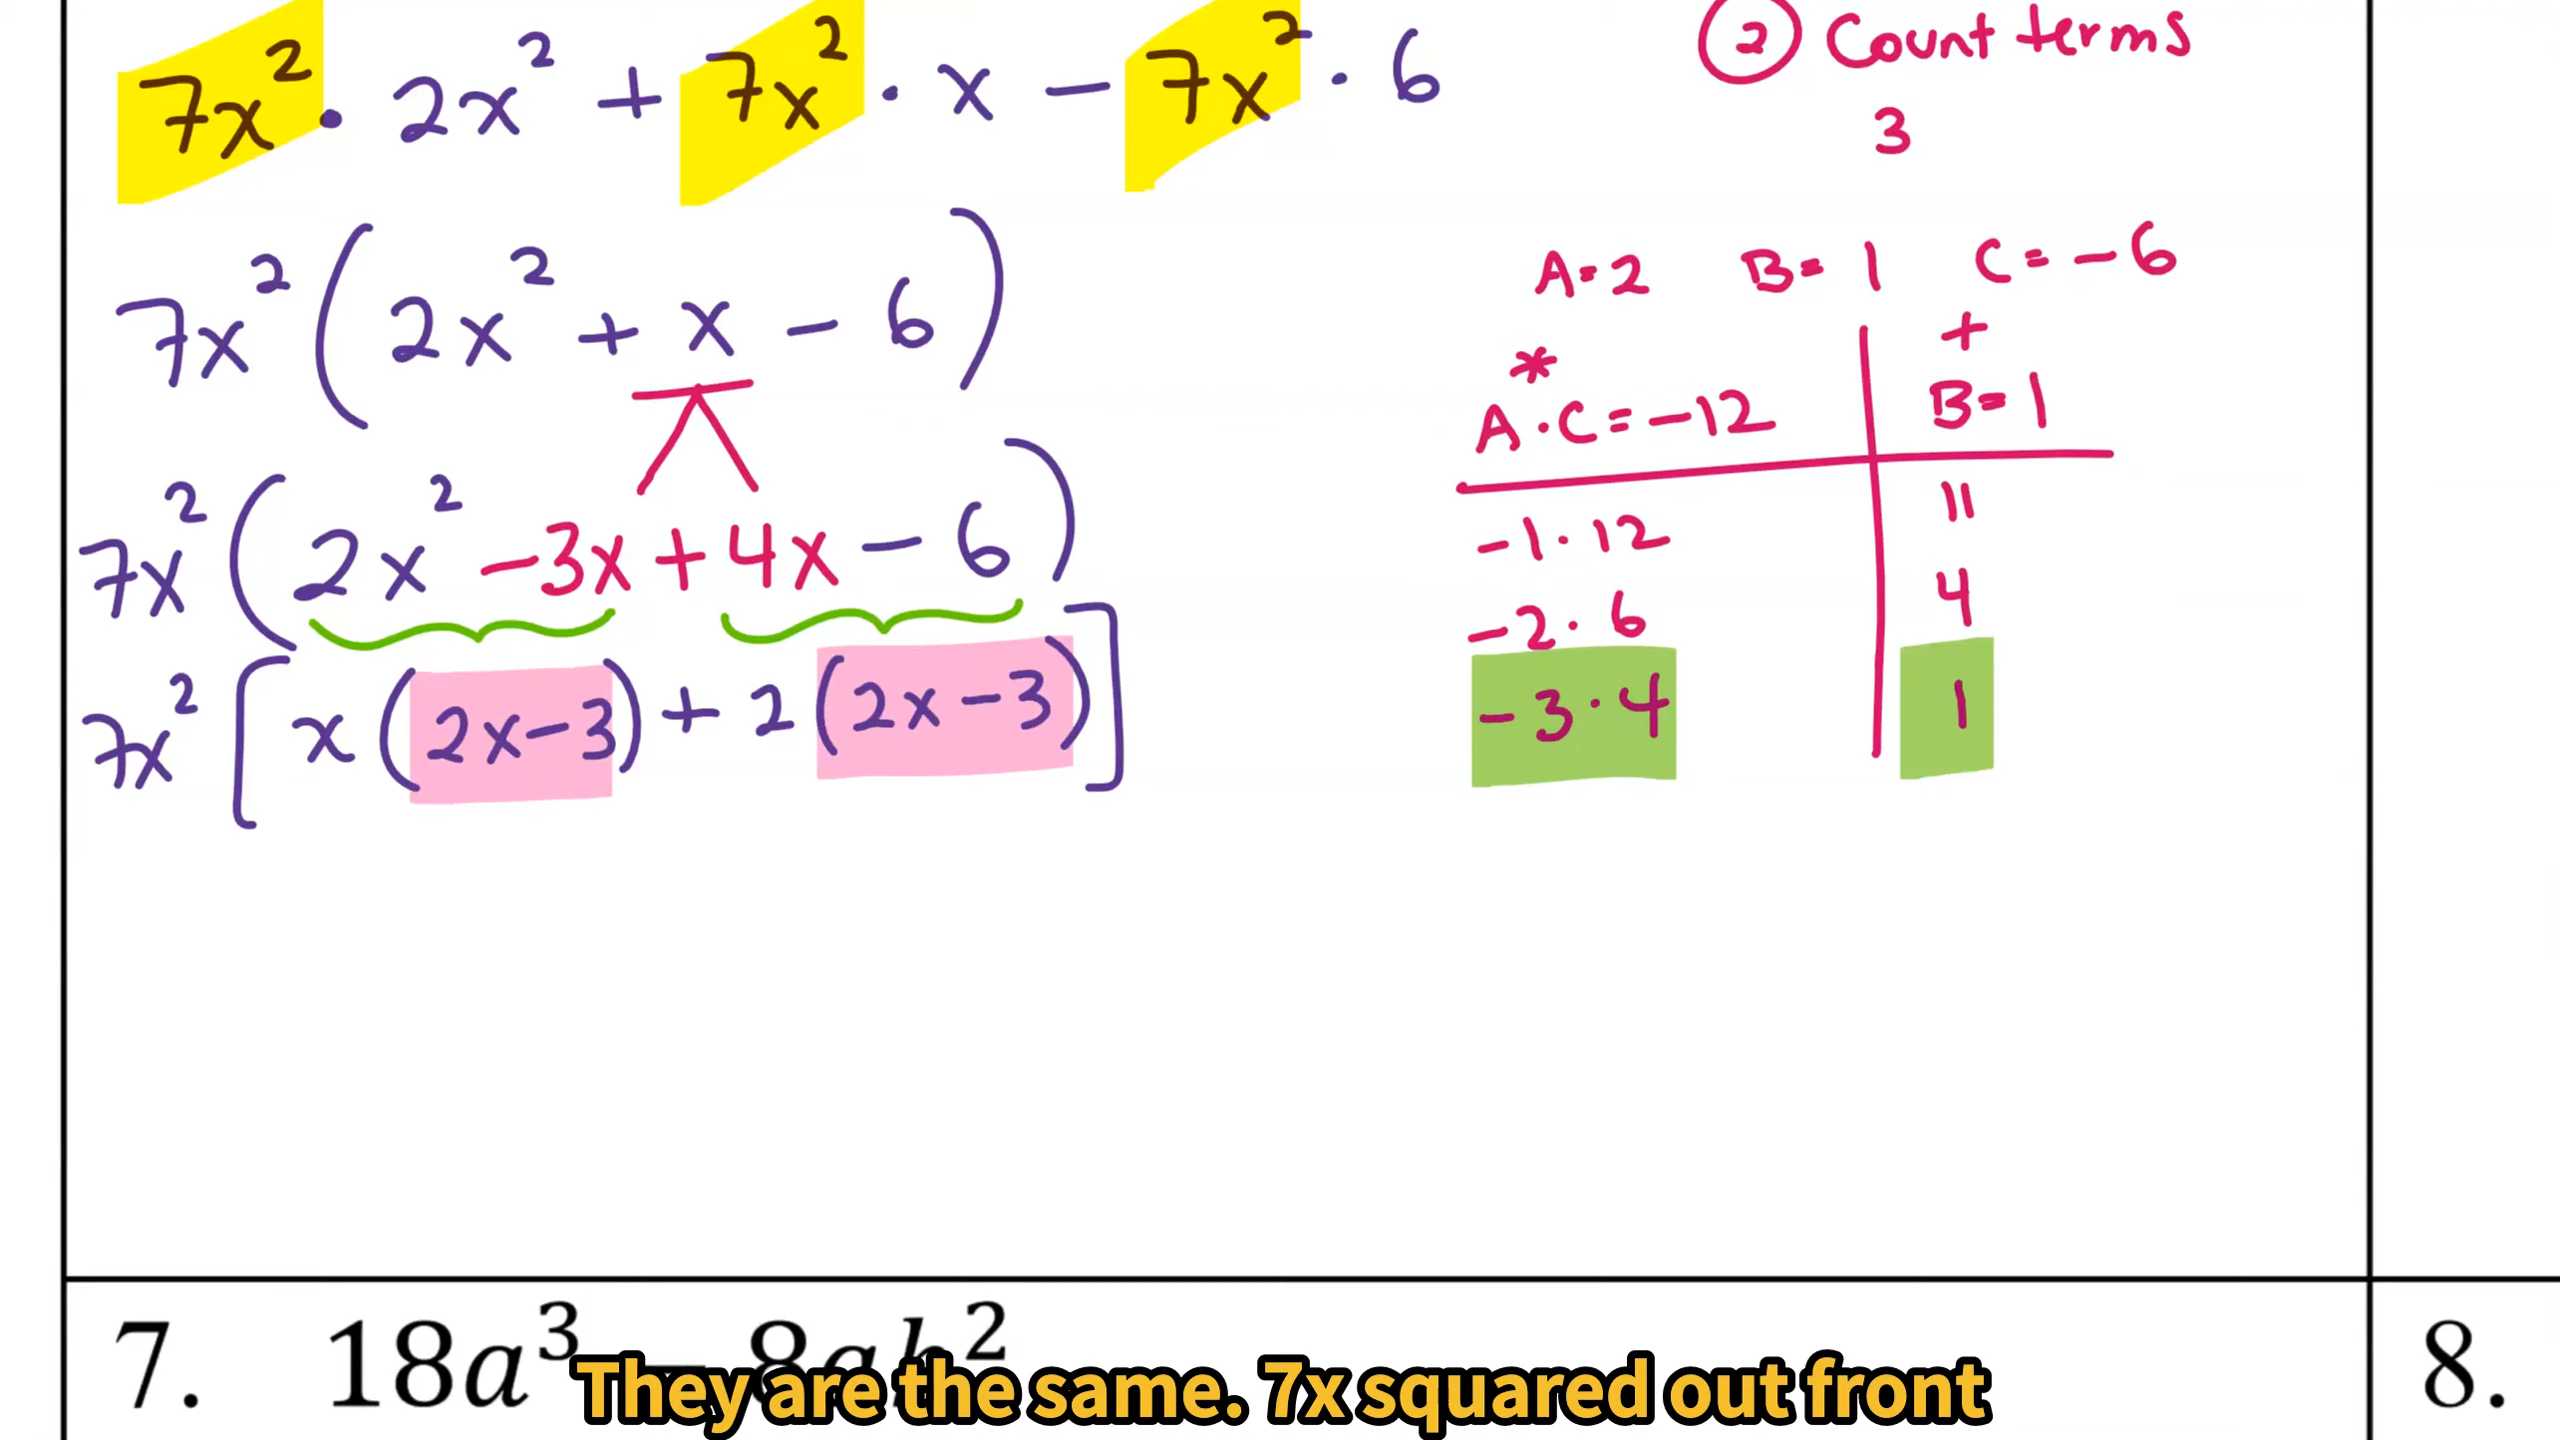 7x² · 2x² + 7x² · x − 7x² · 6
② Count terms
3
7x²(2x² + x − 6)
A = 2 B = 1 C = −6
* +
A · C = −12 B = 1
7x²(2x² − 3x + 4x − 6)
−1 · 12 11
−2 · 6 4
7x²[x(2x − 3) + 2(2x − 3)]
−3 · 4 1
7. 18a³ − 8ab²
8.
They are the same. 7x squared out front